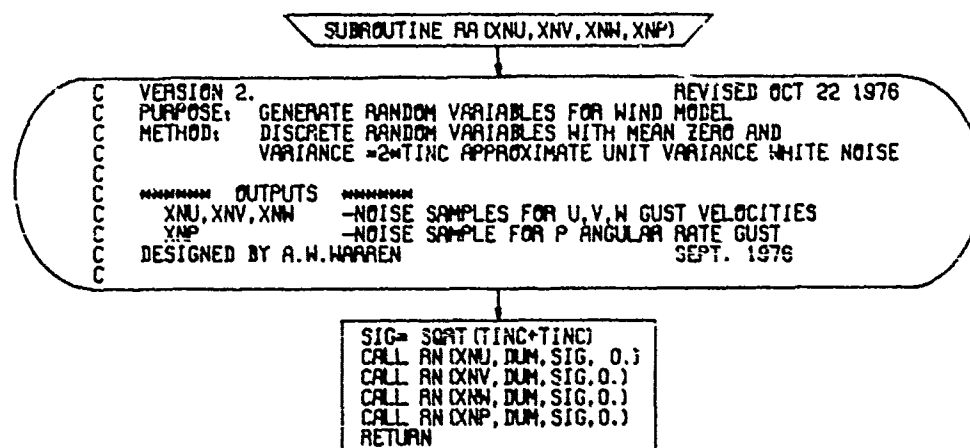 SUBROUTINE RA(XNU,XNV,XNW,XNP)
C VERSION 2. REVISED OCT 22 1976
C PURPOSE: GENERATE RANDOM VARIABLES FOR WIND MODEL
C METHOD: DISCRETE RANDOM VARIABLES WITH MEAN ZERO AND
C VARIANCE =2*TINC APPROXIMATE UNIT VARIANCE WHITE NOISE
C
C ****** OUTPUTS ******
C XNU,XNV,XNW -NOISE SAMPLES FOR U,V,W GUST VELOCITIES
C XNP -NOISE SAMPLE FOR P ANGULAR RATE GUST
C DESIGNED BY A.W.WARREN SEPT. 1976
C
SIG= SQRT(TINC+TINC)
CALL RN(XNU,DUM,SIG, 0.)
CALL RN(XNV,DUM,SIG,0.)
CALL RN(XNW,DUM,SIG,0.)
CALL RN(XNP,DUM,SIG,0.)
RETURN